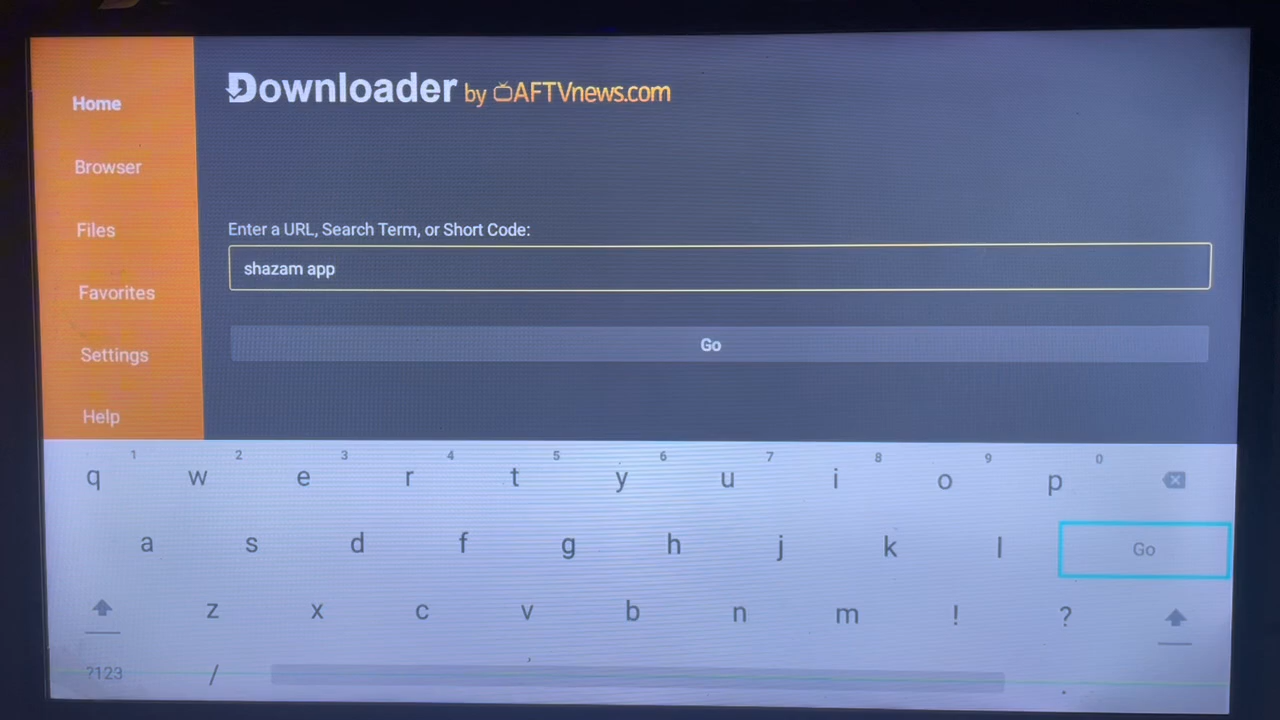 Downloader by AFTVnews.com
Home
Browser
Files
Favorites
Settings
Help
Enter a URL, Search Term, or Short Code:
shazam app
Go
1 2 3 4 5 6 7 8 9 0
q w e r t y u i o p
a s d f g h j k l Go
z x c v b n m ! ?
?123 / , .